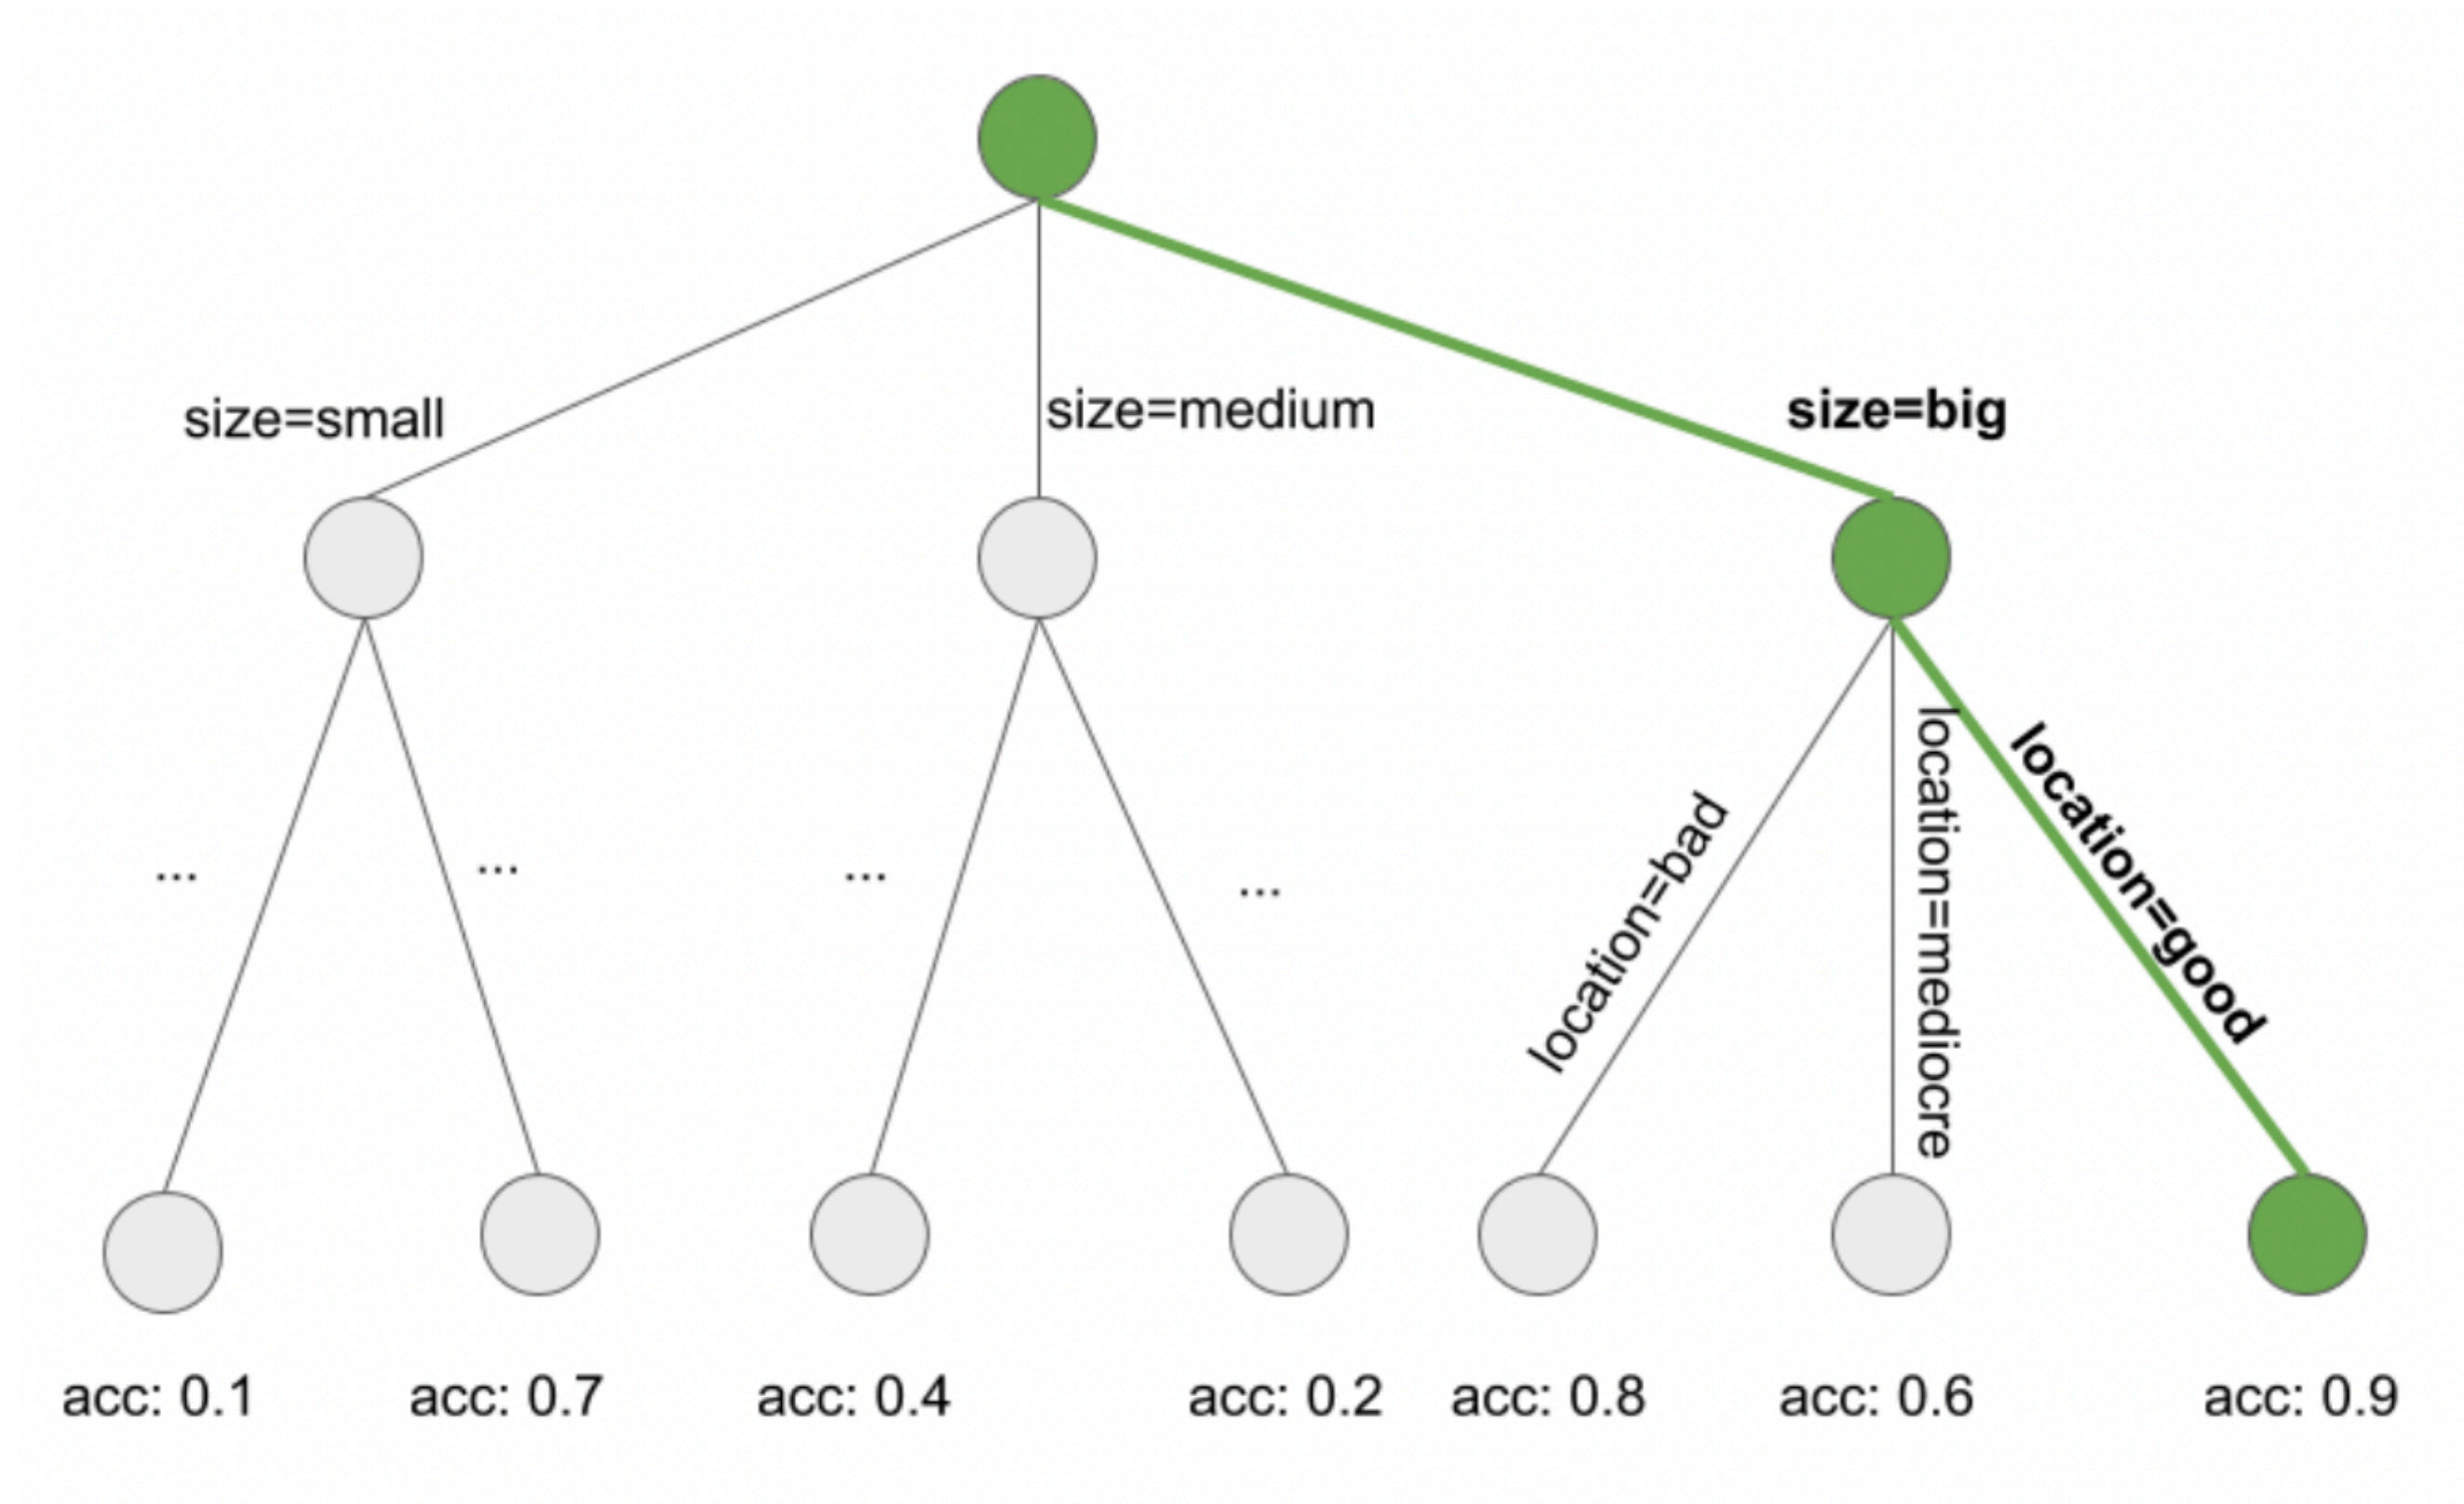 size=small
size=medium
size=big
...
...
...
...
location=bad
location=mediocre
location=good
acc: 0.1
acc: 0.7
acc: 0.4
acc: 0.2
acc: 0.8
acc: 0.6
acc: 0.9